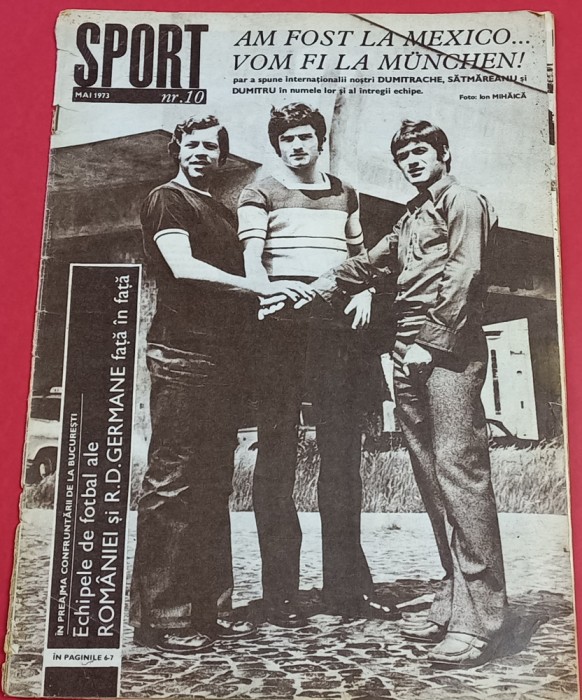 SPORT
MAI 1973
nr. 10
AM FOST LA MEXICO...
VOM FI LA MÜNCHEN!
par a spune internaționalii noștri DUMITRACHE, SĂTMĂREANU și
DUMITRU în numele lor și al întregii echipe.
Foto: Ion MIHĂICĂ
ÎN PREAJMA CONFRUNTĂRII DE LA BUCUREȘTI
Echipele de fotbal ale
ROMÂNIEI și R.D.GERMANE față în față
ÎN PAGINILE 6-7